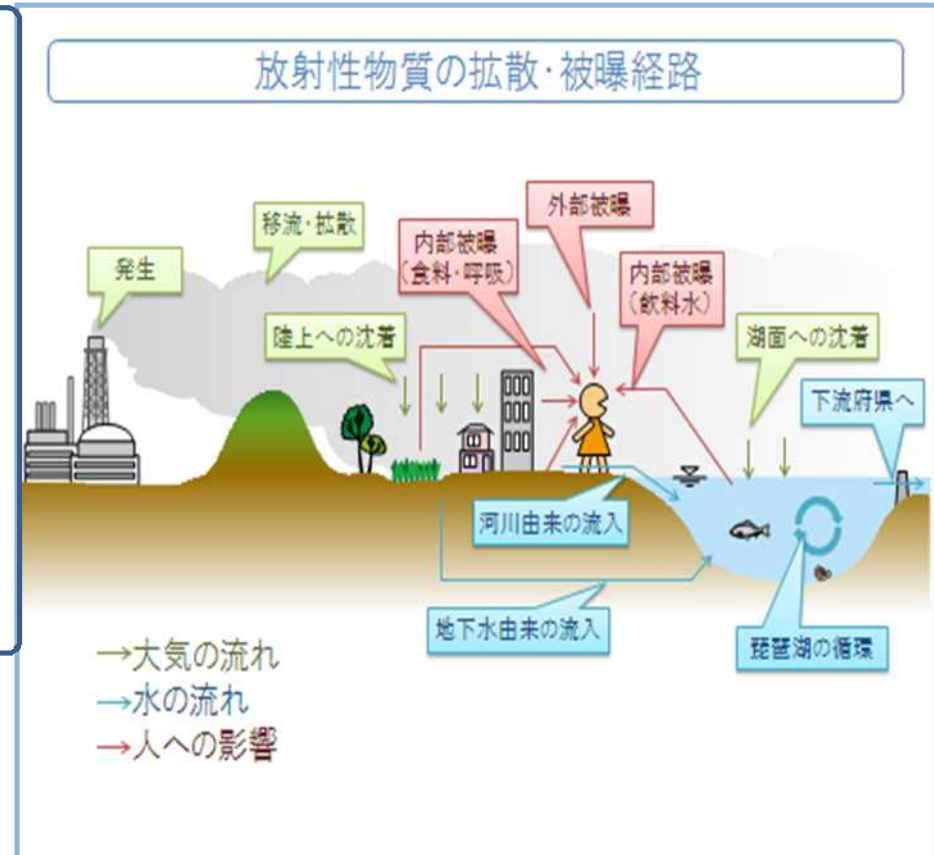 放射性物質の拡散・被曝経路
外部被曝
移流・拡散
内部被曝
(食料・呼吸)
内部被曝
(飲料水)
発生
陸上への沈着
湖面への沈着
下流府県へ
河川由来の流入
地下水由来の流入
琵琶湖の循環
→大気の流れ
→水の流れ
→人への影響